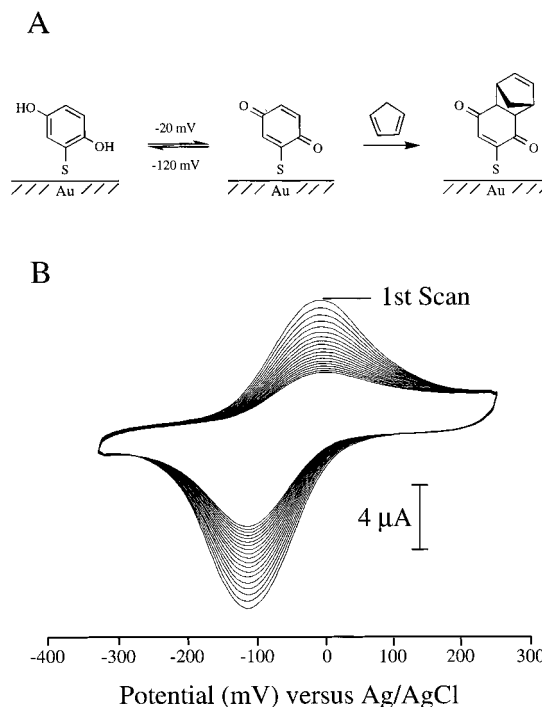 A
HO
OH
S
Au
-20 mV
-120 mV
O
O
S
Au
O
O
S
Au
B
1st Scan
4 µA
-400 -300 -200 -100 0 100 200 300
Potential (mV) versus Ag/AgCl